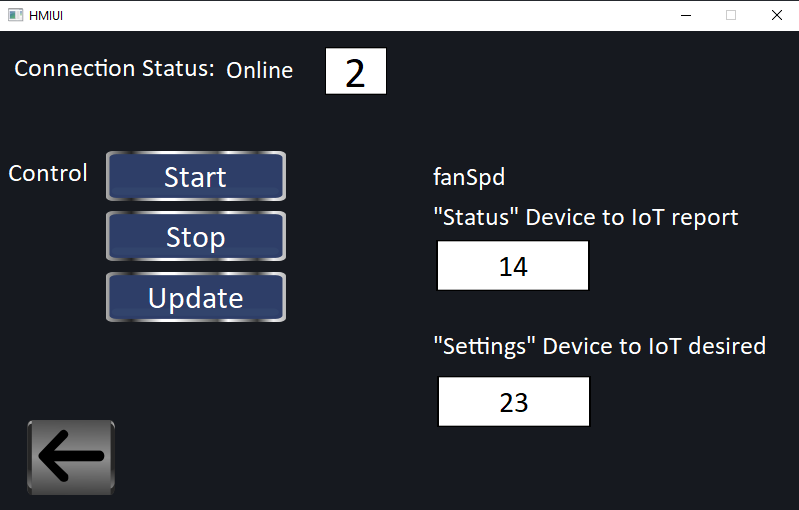 HMIUI
Connection Status: Online 2
Control
Start
Stop
Update
fanSpd
"Status" Device to IoT report
14
"Settings" Device to IoT desired
23